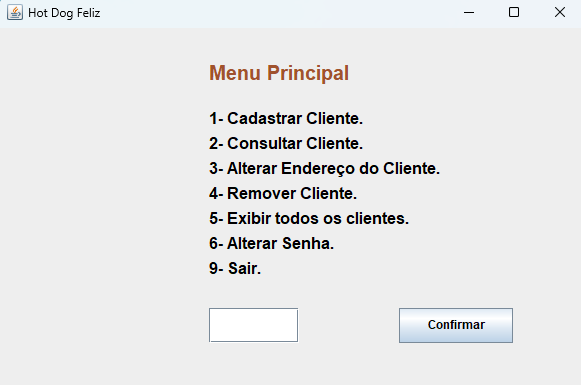 Hot Dog Feliz
Menu Principal
1- Cadastrar Cliente.
2- Consultar Cliente.
3- Alterar Endereço do Cliente.
4- Remover Cliente.
5- Exibir todos os clientes.
6- Alterar Senha.
9- Sair.
Confirmar